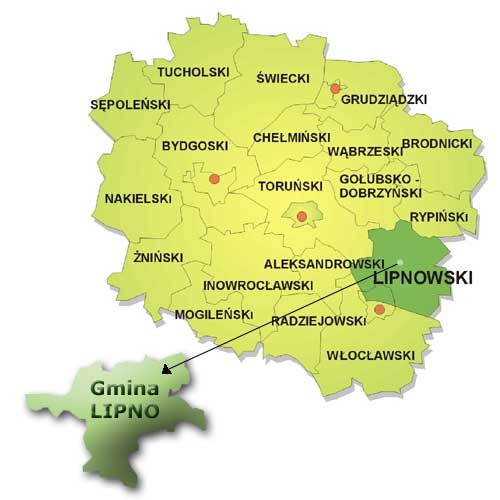 TUCHOLSKI
ŚWIECKI
SĘPOLEŃSKI
GRUDZIĄDZKI
CHEŁMIŃSKI
BYDGOSKI
WĄBRZESKI
BRODNICKI
GOŁUBSKO -
DOBRZYŃSKI
TORUŃSKI
NAKIELSKI
RYPIŃSKI
ŻNIŃSKI
ALEKSANDROWSKI
LIPNOWSKI
INOWROCŁAWSKI
MOGILEŃSKI
RADZIEJOWSKI
WŁOCŁAWSKI
Gmina
LIPNO